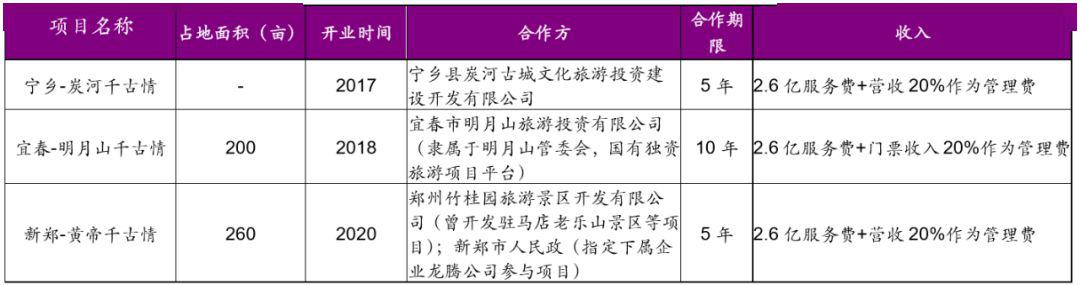 项目名称 占地面积（亩） 开业时间 合作方 合作期限 收入
宁乡-炭河千古情 - 2017 宁乡县炭河古城文化旅游投资建
设开发有限公司 5 年 2.6 亿服务费+营收 20%作为管理费
宜春-明月山千古情 200 2018 宜春市明月山旅游投资有限公司
（隶属于明月山管委会，国有独资
旅游项目平台） 10 年 2.6 亿服务费+门票收入 20%作为管理费
新郑-黄帝千古情 260 2020 郑州竹桂园旅游景区开发有限公
司（曾开发驻马店老乐山景区等项
目）；新郑市人民政（指定下属企
业龙腾公司参与项目） 5 年 2.6 亿服务费+营收 20%作为管理费